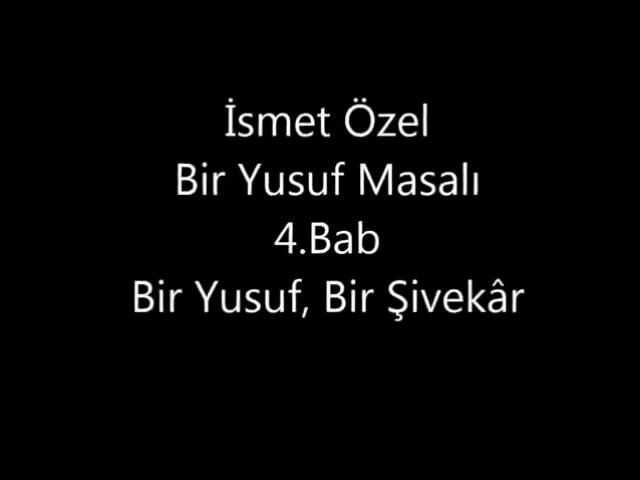 İsmet Özel
Bir Yusuf Masalı
4.Bab
Bir Yusuf, Bir Şivekâr